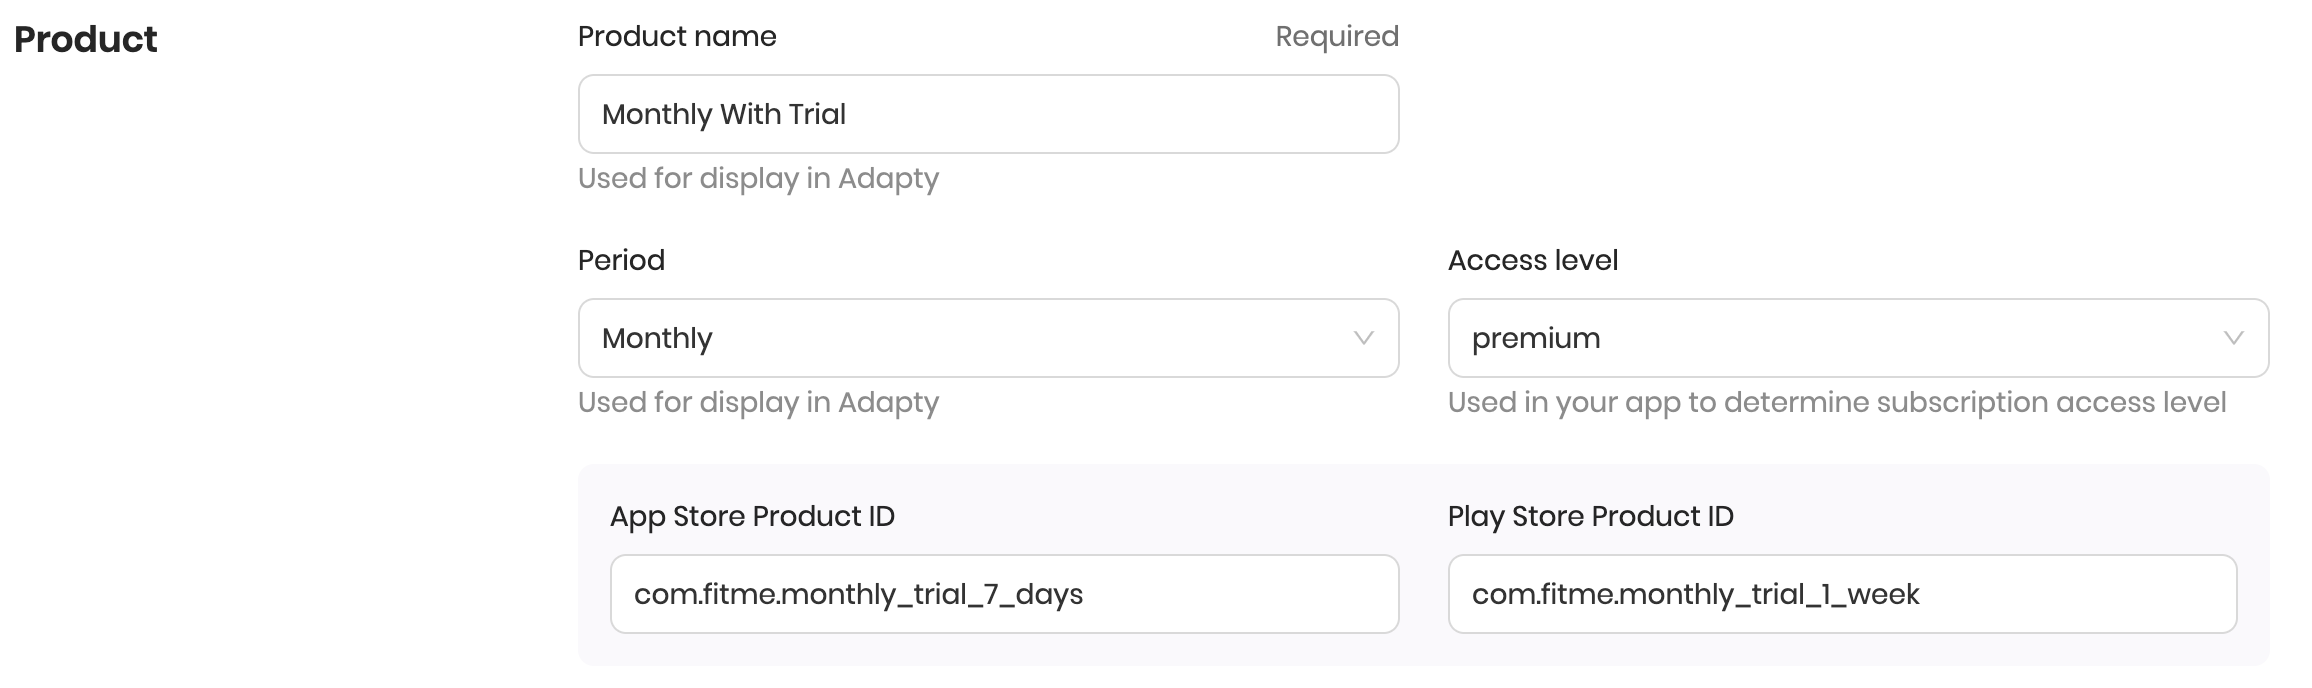 Product
Product name
Required
Monthly With Trial
Used for display in Adapty
Period
Access level
Monthly
premium
Used for display in Adapty
Used in your app to determine subscription access level
App Store Product ID
Play Store Product ID
com.fitme.monthly_trial_7_days
com.fitme.monthly_trial_1_week